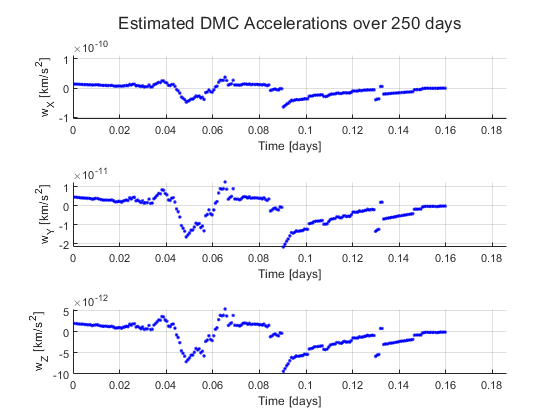 Estimated DMC Accelerations over 250 days
×10^-10
1
0
-1
w_X [km/s^2]
0 0.02 0.04 0.06 0.08 0.1 0.12 0.14 0.16 0.18
Time [days]
×10^-11
1
0
-1
-2
w_Y [km/s^2]
0 0.02 0.04 0.06 0.08 0.1 0.12 0.14 0.16 0.18
Time [days]
×10^-12
5
0
-5
-10
w_Z [km/s^2]
0 0.02 0.04 0.06 0.08 0.1 0.12 0.14 0.16 0.18
Time [days]